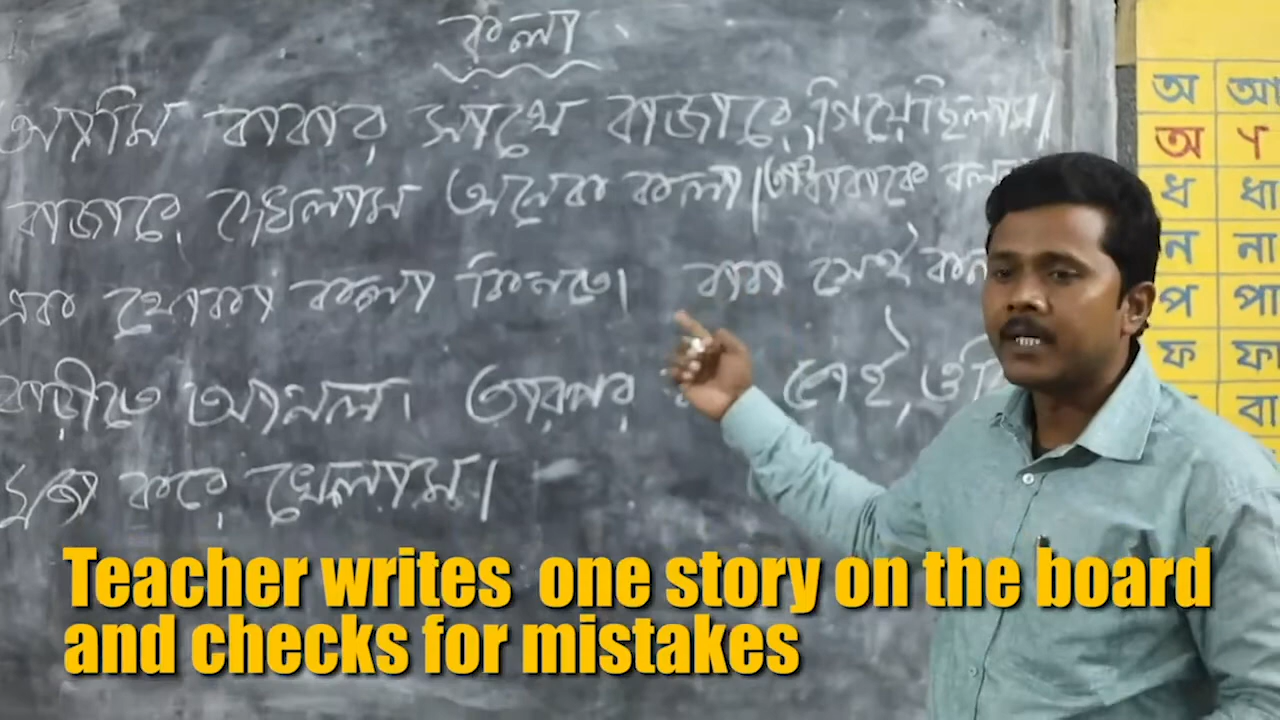 কলা
আমি বাবার সাথে বাজারে গিয়েছিলাম।
বাজারে দেখলাম অনেক কলা। বাবাকে
এক থোকা কলা কিনতে। বাবা সেই
বাড়ীতে আনল। তারপর সেই,
মজা করে খেলাম।
অ আ
অ া
ধ ধা
ন না
প পা
ফ ফা
বা
Teacher writes one story on the board
and checks for mistakes